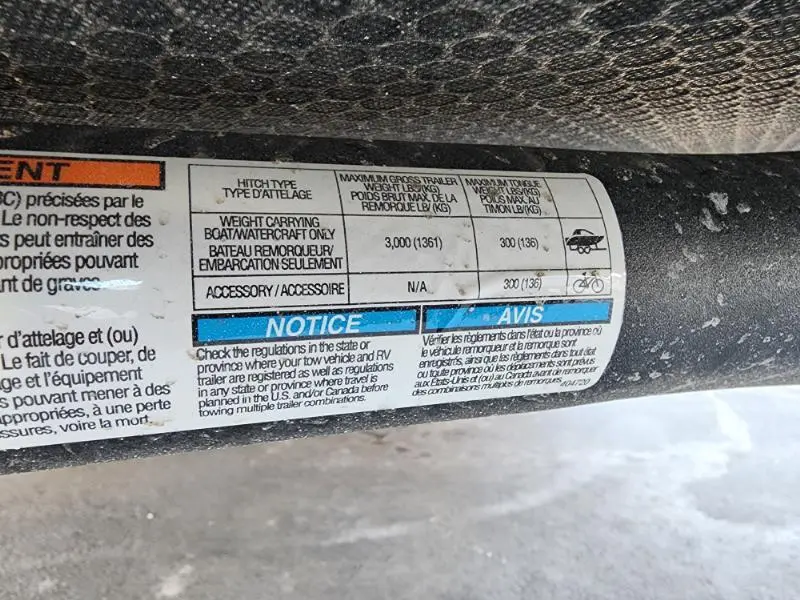 ENT
C) précisées par le
Le non-respect des
s peut entraîner des
propriées pouvant
nt de graves
r d'attelage et (ou)
Le fait de couper, de
ge et l'équipement
s pouvant mener à des
appropriées, à une perte
ssures, voire la mort.
HITCH TYPE
TYPE D'ATTELAGE
MAXIMUM GROSS TRAILER
WEIGHT LBS/(KG)
POIDS BRUT MAX. DE LA
REMORQUE LB/ (KG)
MAXIMUM TONGUE
WEIGHT LBS/(KG)
POIDS MAX. AU
TIMON LB/(KG)
WEIGHT CARRYING
BOAT/WATERCRAFT ONLY
BATEAU REMORQUEUR/
EMBARCATION SEULEMENT
3,000 (1361)
300 (136)
ACCESSORY / ACCESSOIRE
N/A
300 (136)
NOTICE
Check the regulations in the state or
province where your tow vehicle and RV
trailer are registered as well as regulations
in any state or province where travel is
planned in the U.S. and/or Canada before
towing multiple trailer combinations.
AVIS
Vérifier les règlements dans l'état ou la province où
le véhicule remorqueur et la remorque sont
enregistrés, ainsi que les règlements dans tout état
ou toute province où les déplacements sont prévus
aux États-Unis et (ou) au Canada avant de remorquer
des combinaisons multiples de remorques.
404720